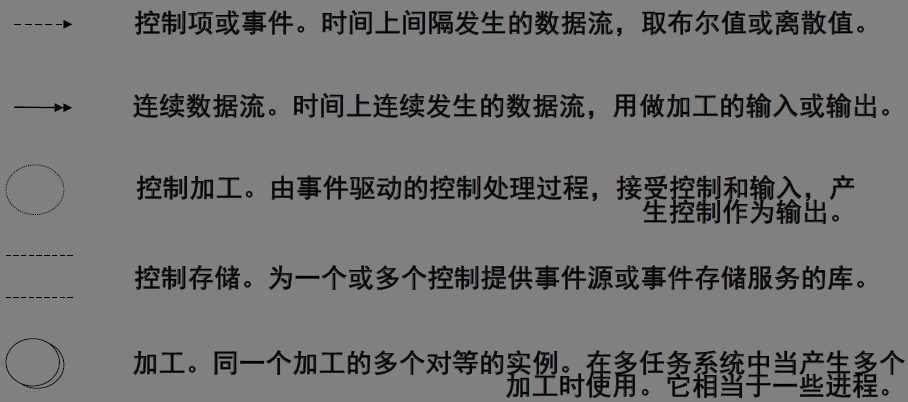 控制项或事件。时间上间隔发生的数据流，取布尔值或离散值。
连续数据流。时间上连续发生的数据流，用做加工的输入或输出。
控制加工。由事件驱动的控制处理过程，接受控制和输入，产
生控制作为输出。
控制存储。为一个或多个控制提供事件源或事件存储服务的库。
加工。同一个加工的多个对等的实例。在多任务系统中当产生多个
加工时使用。它相当于一些进程。